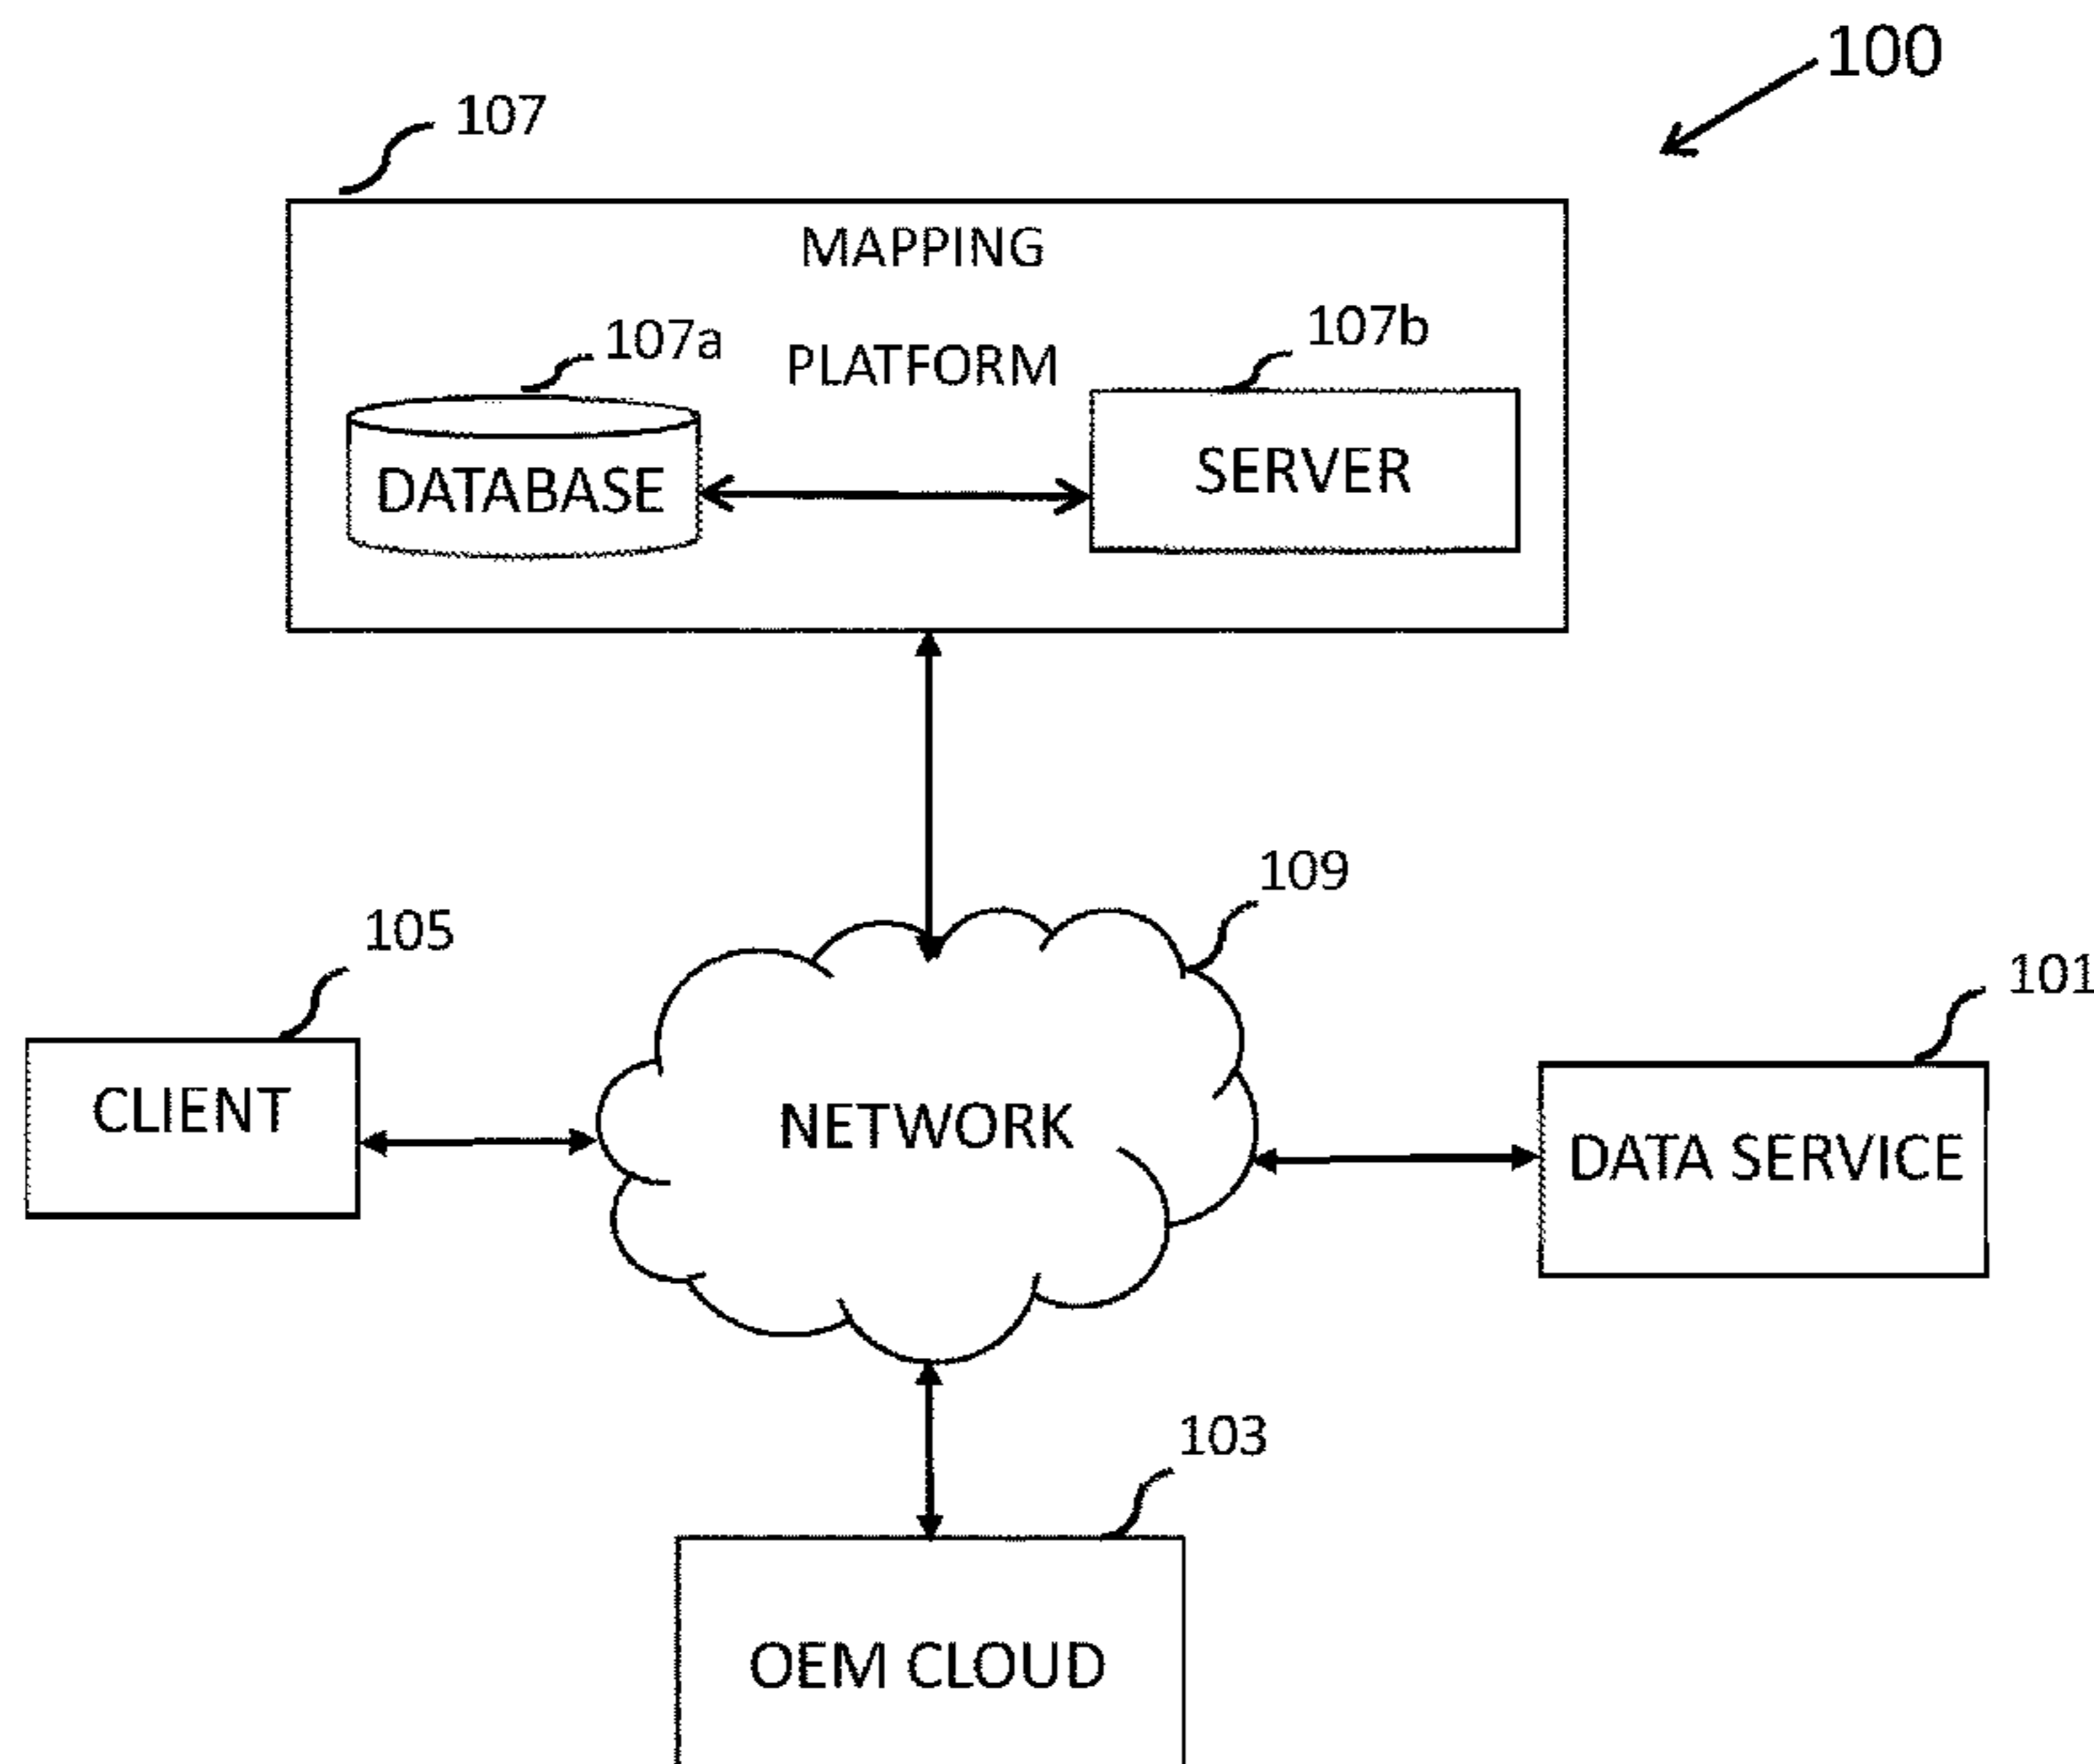 100
107
MAPPING
107a
PLATFORM
107b
DATABASE
SERVER
109
105
101
CLIENT
NETWORK
DATA SERVICE
103
OEM CLOUD